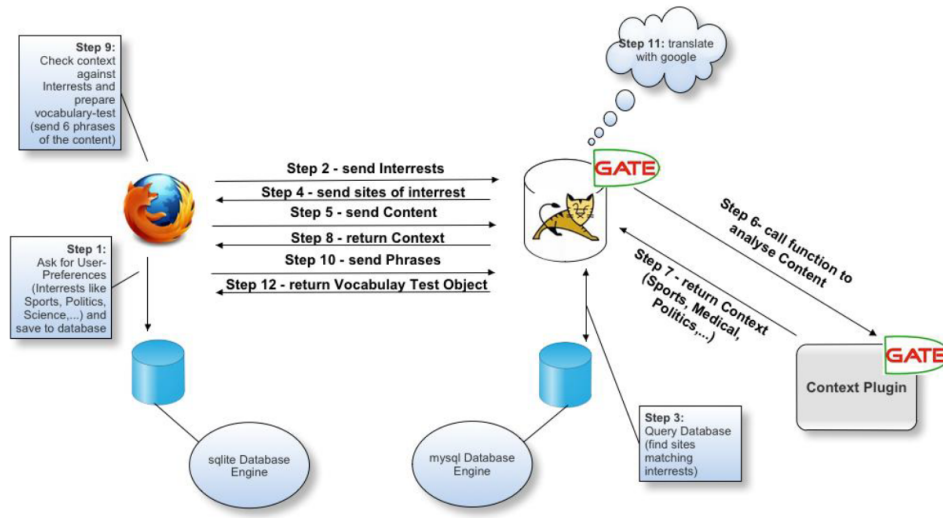 Step 9:
Check context
against
Interrests and
prepare
vocabulary-test
(send 6 phrases
of the content)
Step 11: translate
with google
GATE
Step 2 - send Interrests
Step 4 - send sites of interrest
Step 5 - send Content
Step 8 - return Context
Step 10 - send Phrases
Step 12 - return Vocabulay Test Object
Step 6- call function to
analyse Content
Step 7 - return Context
(Sports, Medical,
Politics,...)
Step 1:
Ask for User-
Preferences
(Interests like
Sports, Politics,
Science,...) and
save to database
GATE
Context Plugin
Step 3:
Query Database
(find sites
matching
interrests)
sqlite Database
Engine
mysql Database
Engine